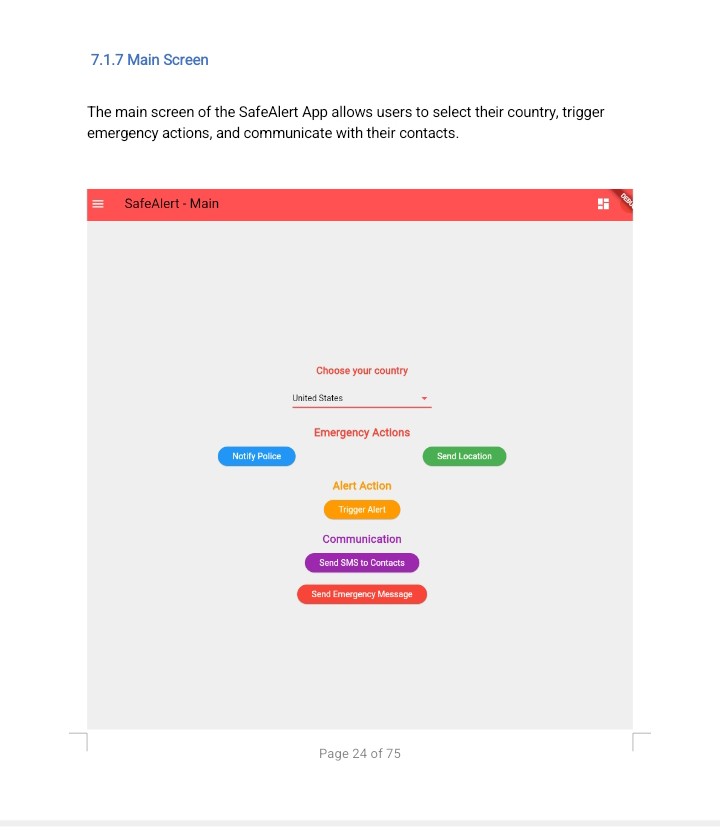 7.1.7 Main Screen
The main screen of the SafeAlert App allows users to select their country, trigger
emergency actions, and communicate with their contacts.
SafeAlert - Main
Choose your country
United States
Emergency Actions
Notify Police
Send Location
Alert Action
Trigger Alert
Communication
Send SMS to Contacts
Send Emergency Message
Page 24 of 75